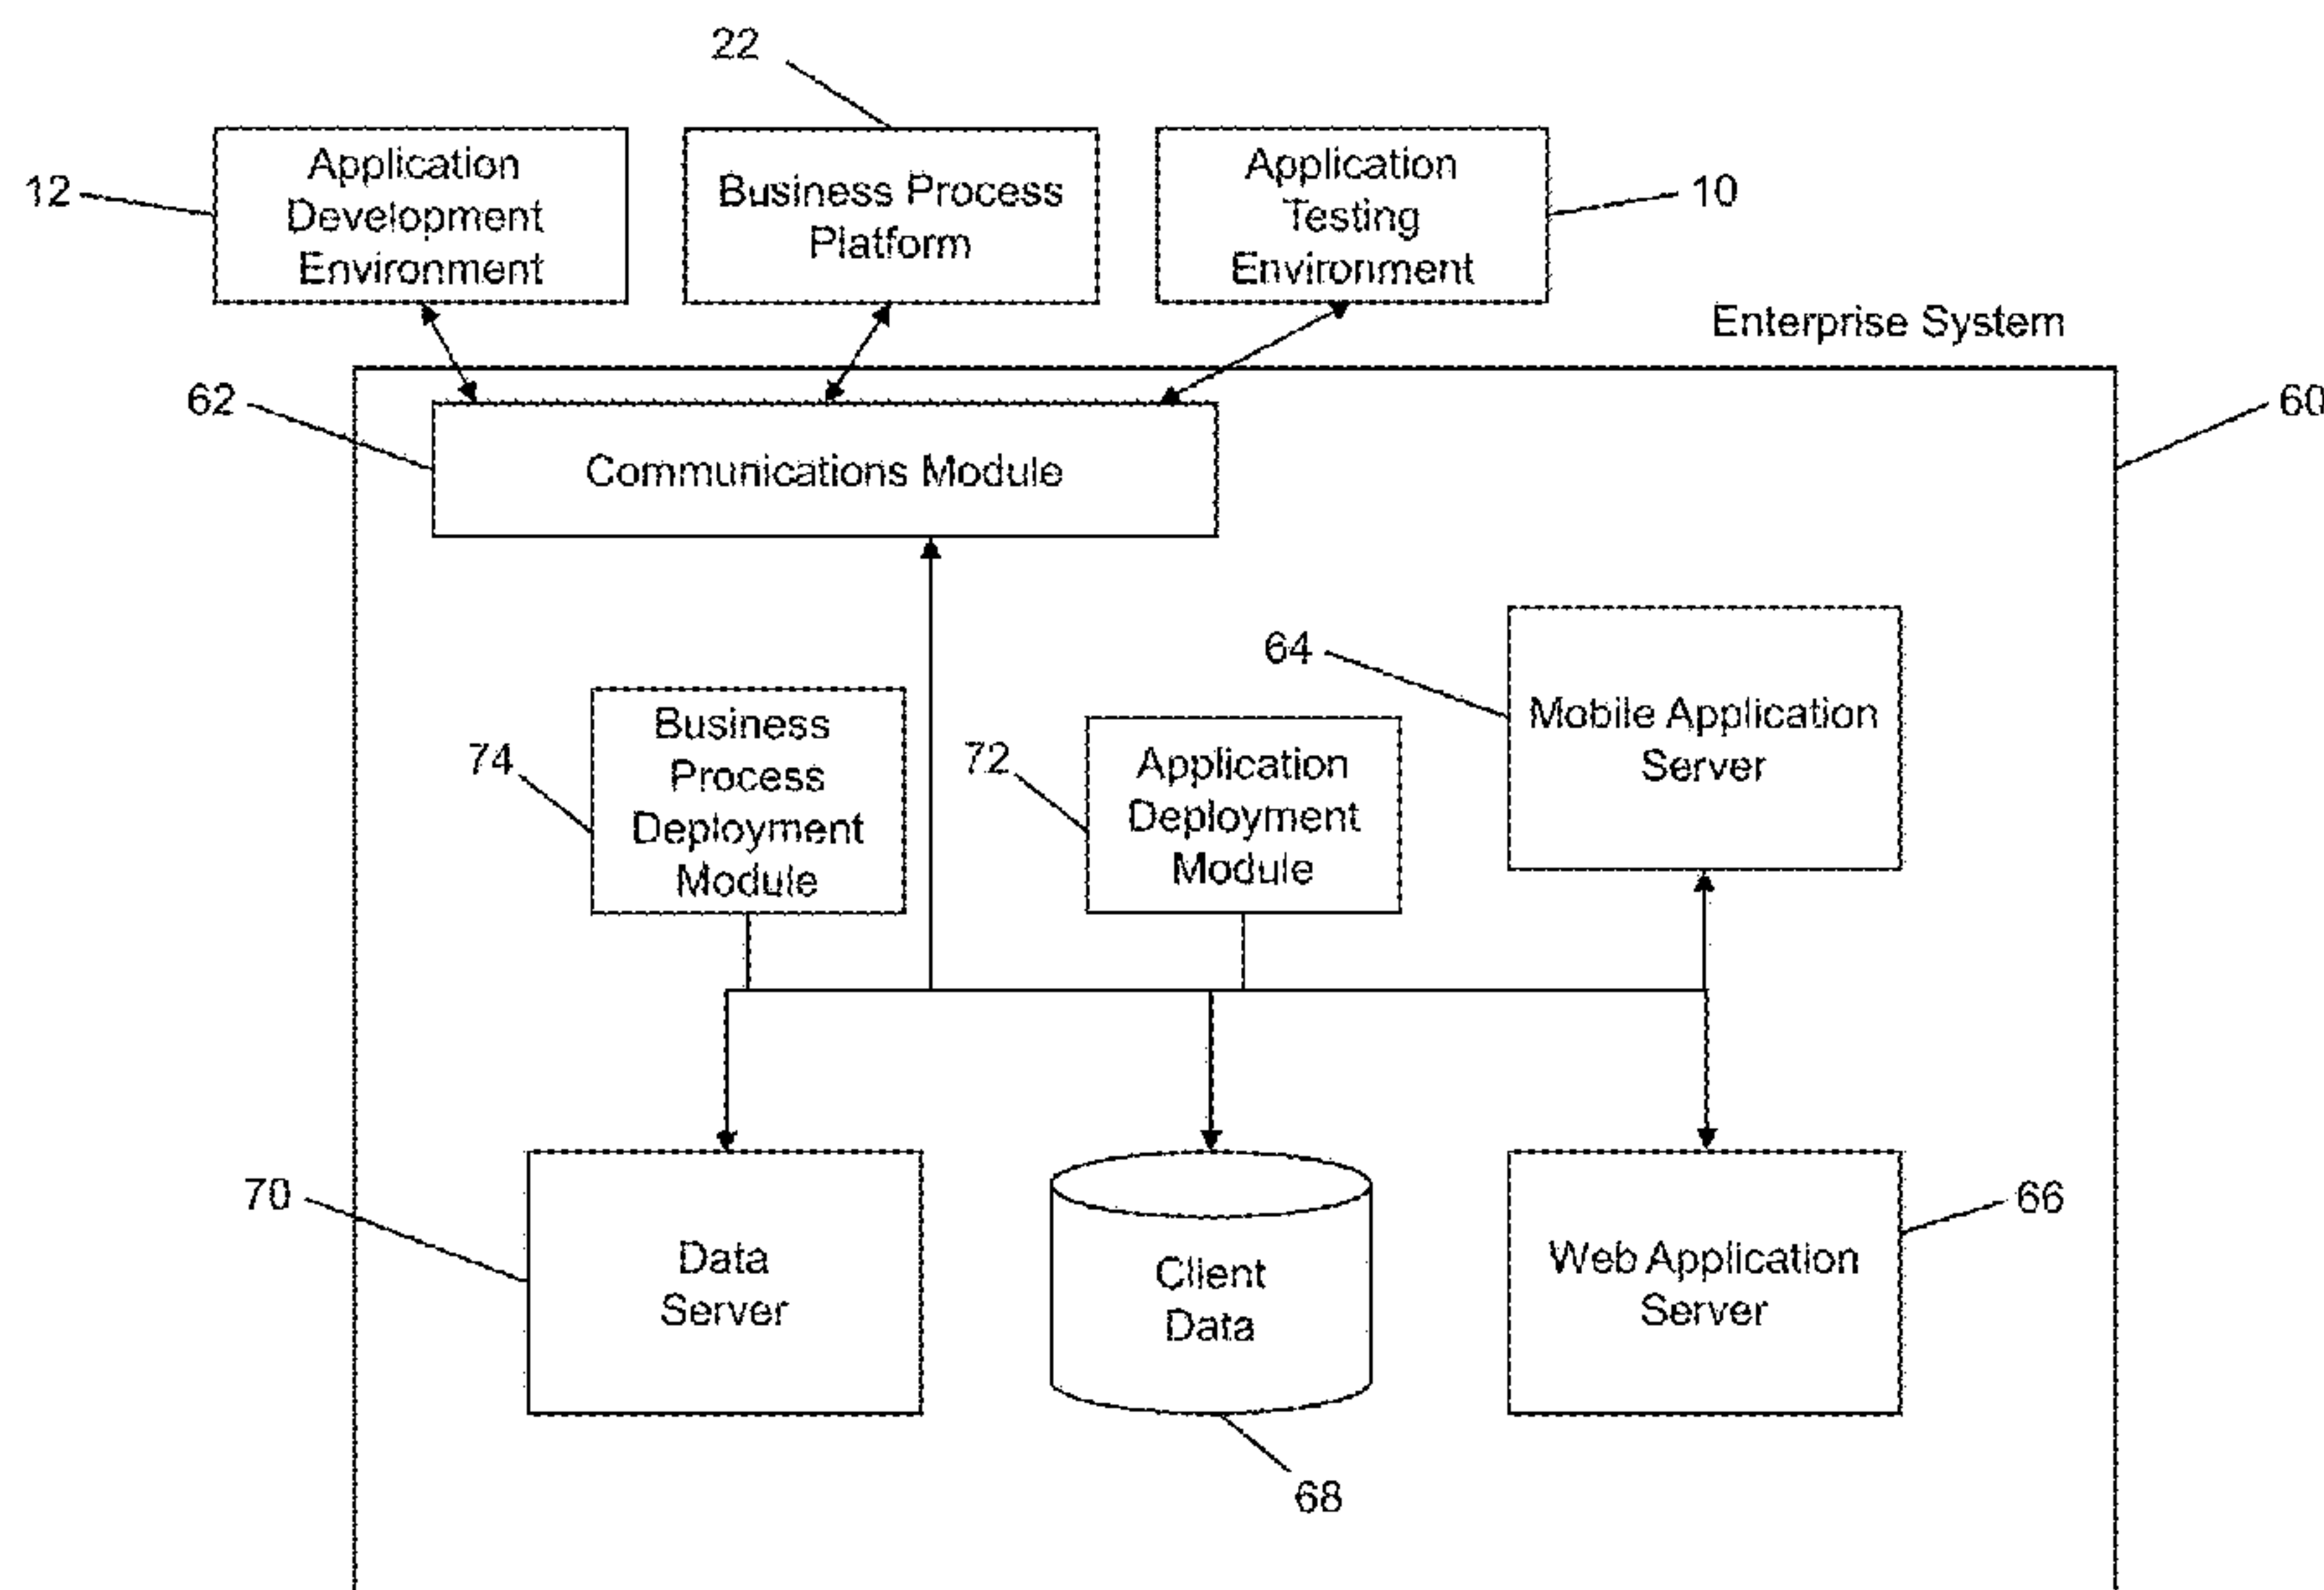 22
12
Application
Development
Environment
Business Process
Platform
Application
Testing
Environment
10
Enterprise System
62
60
Communications Module
64
Mobile Application
Server
74
Business
Process
Deployment
Module
72
Application
Deployment
Module
70
Data
Server
Client
Data
Web Application
Server
66
68